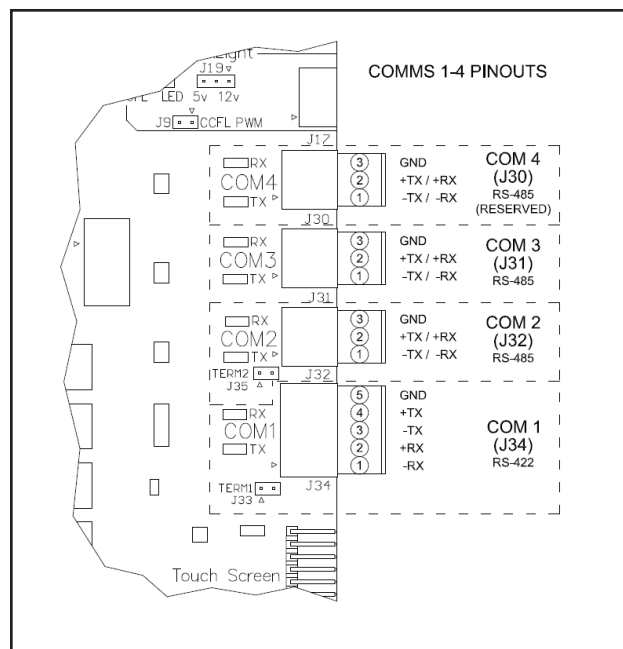 COMMS 1-4 PINOUTS
J19
LED 5v 12v
J9 CCFL PWM
J17
RX
COM4
TX
J30
3 GND
2 +TX / +RX
1 -TX / -RX
COM 4
(J30)
RS-485
(RESERVED)
RX
COM3
TX
J31
3 GND
2 +TX / +RX
1 -TX / -RX
COM 3
(J31)
RS-485
RX
COM2
TX
J32
TERM2
J35
3 GND
2 +TX / +RX
1 -TX / -RX
COM 2
(J32)
RS-485
RX
COM1
TX
J34
TERM1
J33
5 GND
4 +TX
3 -TX
2 +RX
1 -RX
COM 1
(J34)
RS-422
Touch Screen